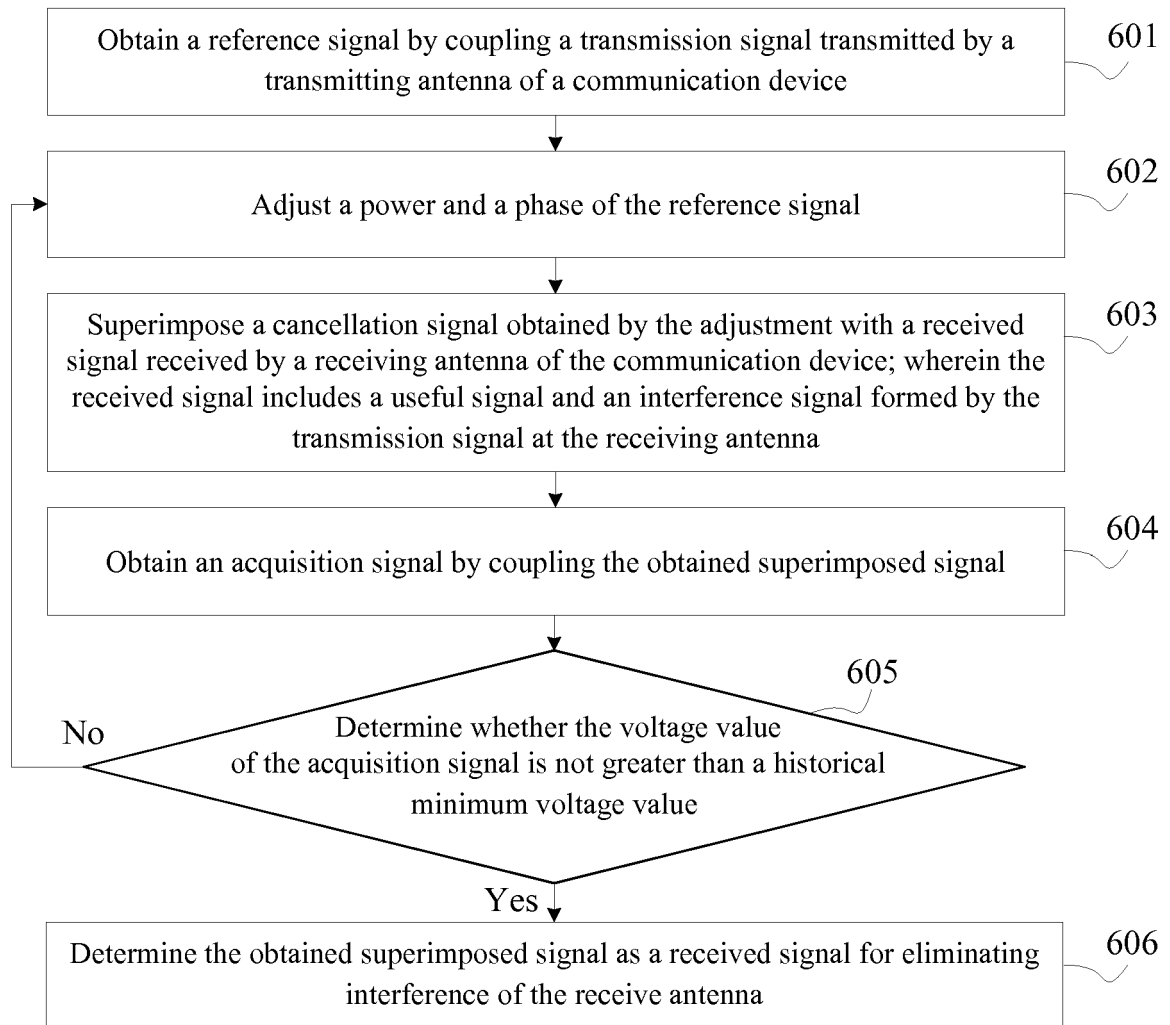 Obtain a reference signal by coupling a transmission signal transmitted by a
transmitting antenna of a communication device
601
Adjust a power and a phase of the reference signal
602
Superimpose a cancellation signal obtained by the adjustment with a received
signal received by a receiving antenna of the communication device; wherein the
received signal includes a useful signal and an interference signal formed by the
transmission signal at the receiving antenna
603
Obtain an acquisition signal by coupling the obtained superimposed signal
604
605
Determine whether the voltage value
of the acquisition signal is not greater than a historical
minimum voltage value
No
Yes
Determine the obtained superimposed signal as a received signal for eliminating
interference of the receive antenna
606